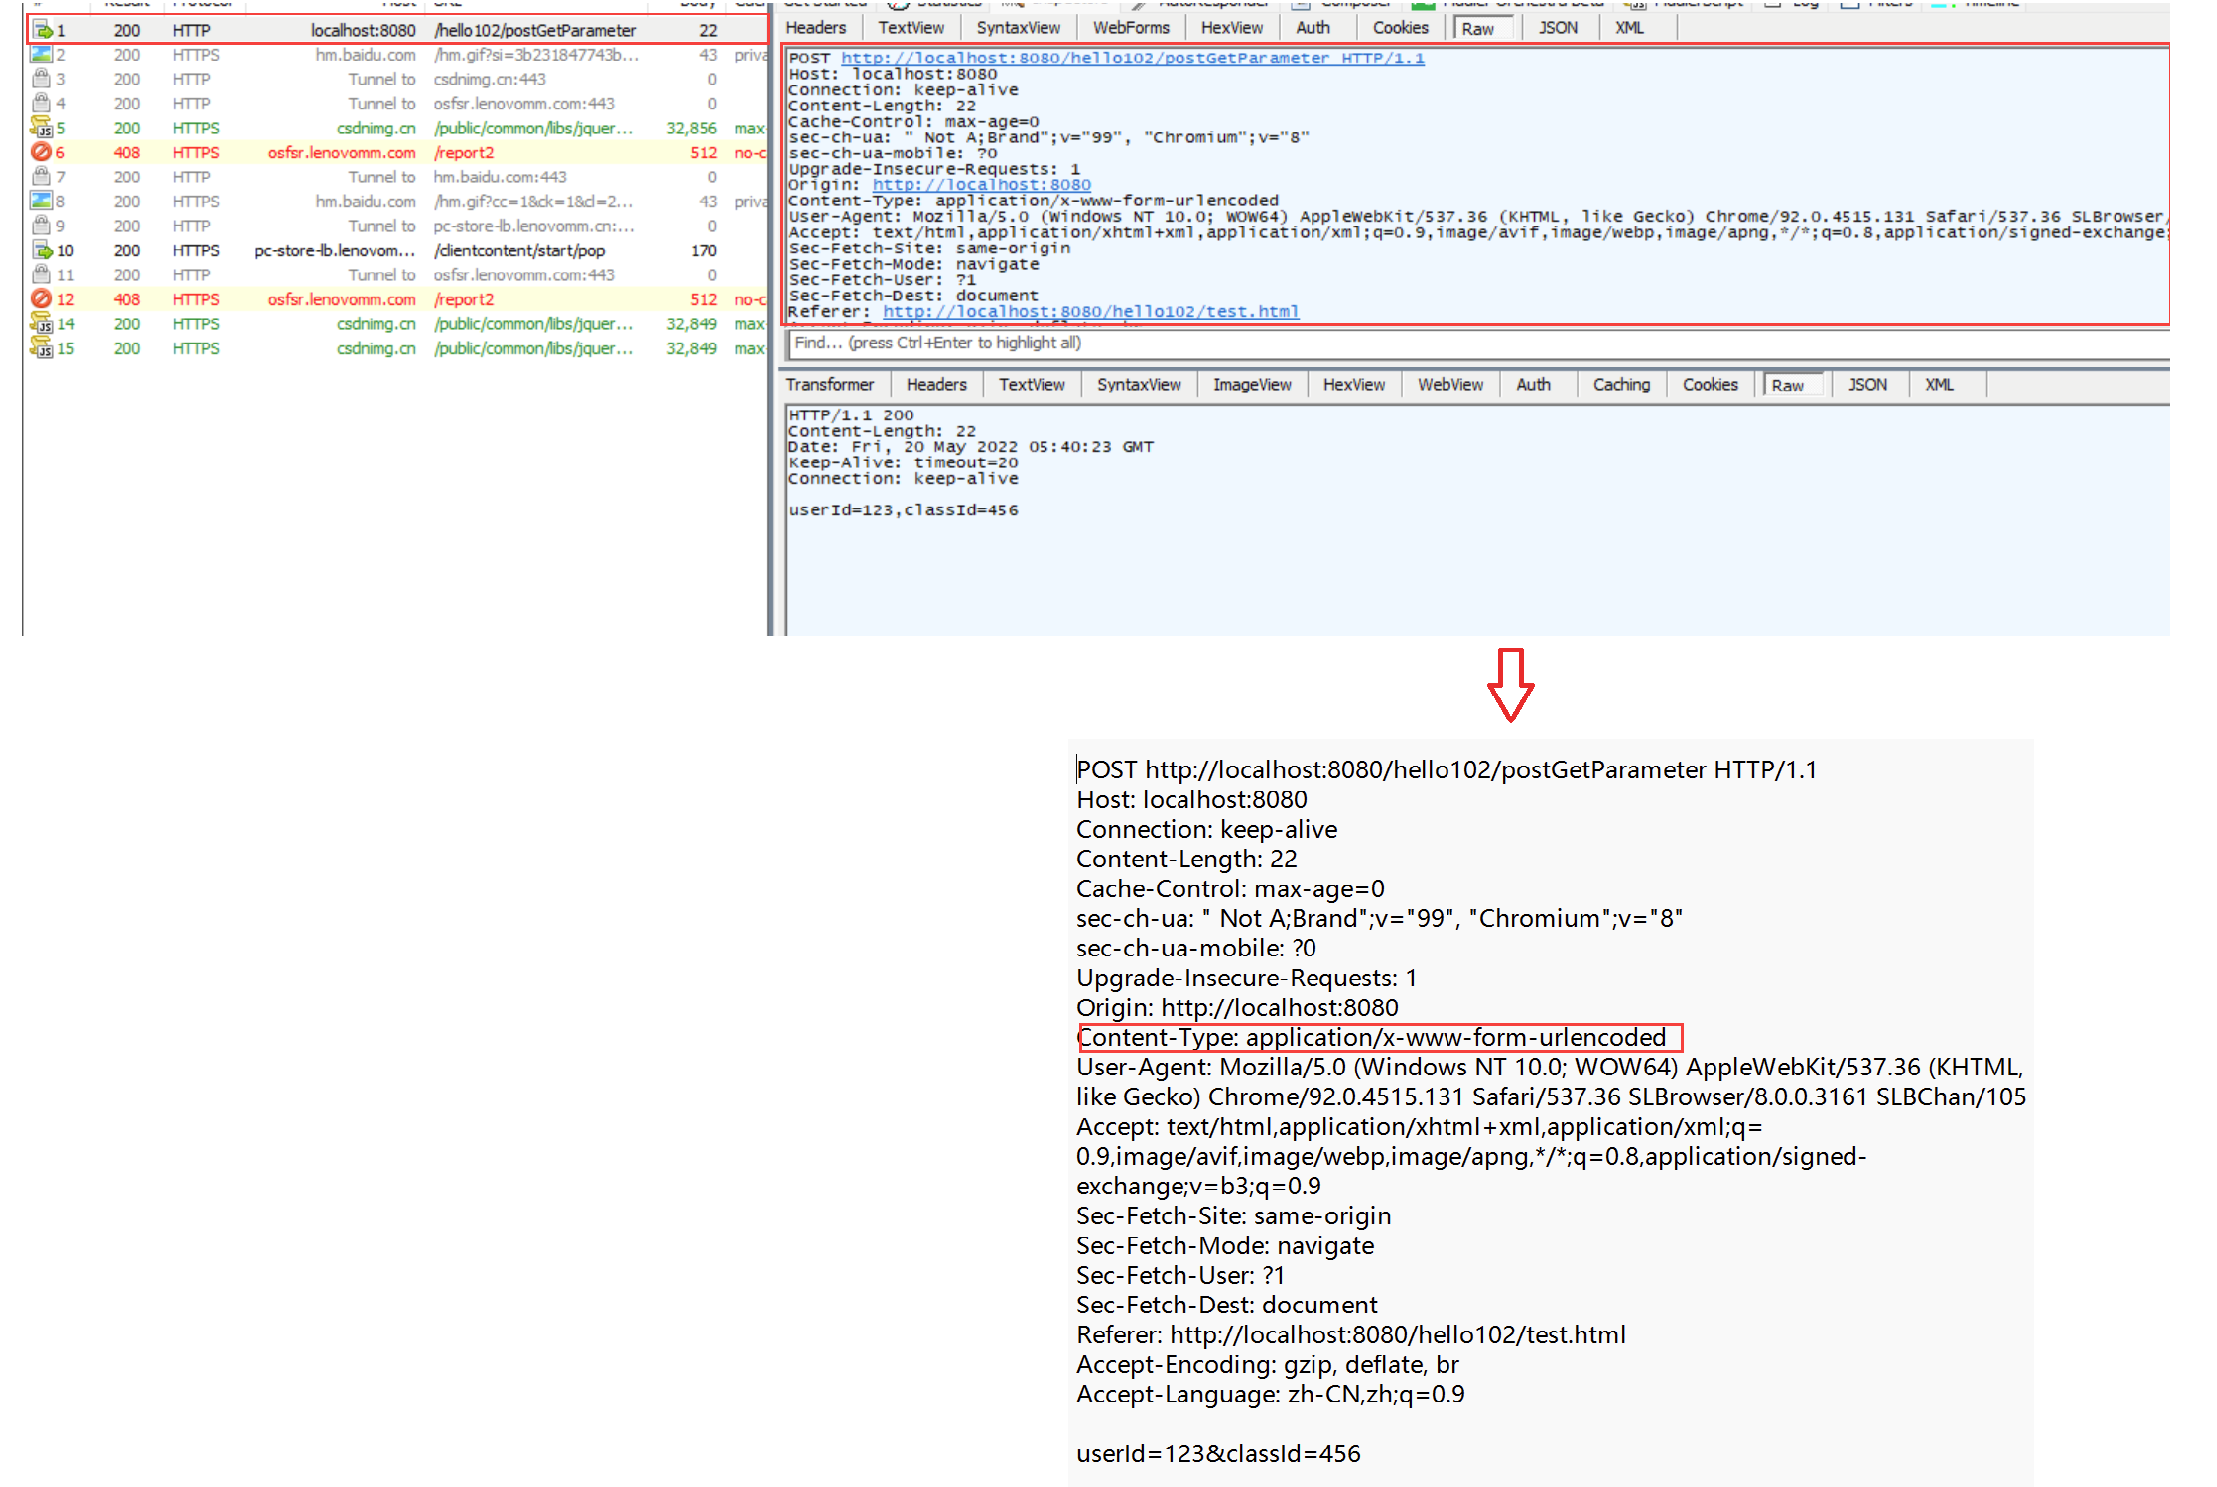 1 200 HTTP localhost:8080 /hello102/postGetParameter 22
2 200 HTTPS hm.baidu.com /hm.gif?si=3b231847743b... 43 priva
3 200 HTTP Tunnel to csdnimg.cn:443 0
4 200 HTTP Tunnel to osfsr.lenovomm.com:443 0
5 200 HTTPS csdnimg.cn /public/common/libs/jquer... 32,856 max-
6 408 HTTPS osfsr.lenovomm.com /report2 512 no-c
7 200 HTTP Tunnel to hm.baidu.com:443 0
8 200 HTTPS hm.baidu.com /hm.gif?cc=1&ck=1&cl=2... 43 priva
9 200 HTTP Tunnel to pc-store-lb.lenovomm.cn:... 0
10 200 HTTPS pc-store-lb.lenovom... /clientcontent/start/pop 170
11 200 HTTP Tunnel to osfsr.lenovomm.com:443 0
12 408 HTTPS osfsr.lenovomm.com /report2 512 no-c
14 200 HTTPS csdnimg.cn /public/common/libs/jquer... 32,849 max-
15 200 HTTPS csdnimg.cn /public/common/libs/jquer... 32,849 max-
Headers TextView SyntaxView WebForms HexView Auth Cookies Raw JSON XML
POST http://localhost:8080/hello102/postGetParameter HTTP/1.1
Host: localhost:8080
Connection: keep-alive
Content-Length: 22
Cache-Control: max-age=0
sec-ch-ua: " Not A;Brand";v="99", "Chromium";v="8"
sec-ch-ua-mobile: ?0
Upgrade-Insecure-Requests: 1
Origin: http://localhost:8080
Content-Type: application/x-www-form-urlencoded
User-Agent: Mozilla/5.0 (Windows NT 10.0; WOW64) AppleWebKit/537.36 (KHTML, like Gecko) Chrome/92.0.4515.131 Safari/537.36 SLBrowser/
Accept: text/html,application/xhtml+xml,application/xml;q=0.9,image/avif,image/webp,image/apng,*/*;q=0.8,application/signed-exchange;
Sec-Fetch-Site: same-origin
Sec-Fetch-Mode: navigate
Sec-Fetch-User: ?1
Sec-Fetch-Dest: document
Referer: http://localhost:8080/hello102/test.html
Find... (press Ctrl+Enter to highlight all)
Transformer Headers TextView SyntaxView ImageView HexView WebView Auth Caching Cookies Raw JSON XML
HTTP/1.1 200
Content-Length: 22
Date: Fri, 20 May 2022 05:40:23 GMT
Keep-Alive: timeout=20
Connection: keep-alive
userId=123,classId=456
POST http://localhost:8080/hello102/postGetParameter HTTP/1.1
Host: localhost:8080
Connection: keep-alive
Content-Length: 22
Cache-Control: max-age=0
sec-ch-ua: " Not A;Brand";v="99", "Chromium";v="8"
sec-ch-ua-mobile: ?0
Upgrade-Insecure-Requests: 1
Origin: http://localhost:8080
Content-Type: application/x-www-form-urlencoded
User-Agent: Mozilla/5.0 (Windows NT 10.0; WOW64) AppleWebKit/537.36 (KHTML,
like Gecko) Chrome/92.0.4515.131 Safari/537.36 SLBrowser/8.0.0.3161 SLBChan/105
Accept: text/html,application/xhtml+xml,application/xml;q=
0.9,image/avif,image/webp,image/apng,*/*;q=0.8,application/signed-
exchange;v=b3;q=0.9
Sec-Fetch-Site: same-origin
Sec-Fetch-Mode: navigate
Sec-Fetch-User: ?1
Sec-Fetch-Dest: document
Referer: http://localhost:8080/hello102/test.html
Accept-Encoding: gzip, deflate, br
Accept-Language: zh-CN,zh;q=0.9
userId=123&classId=456